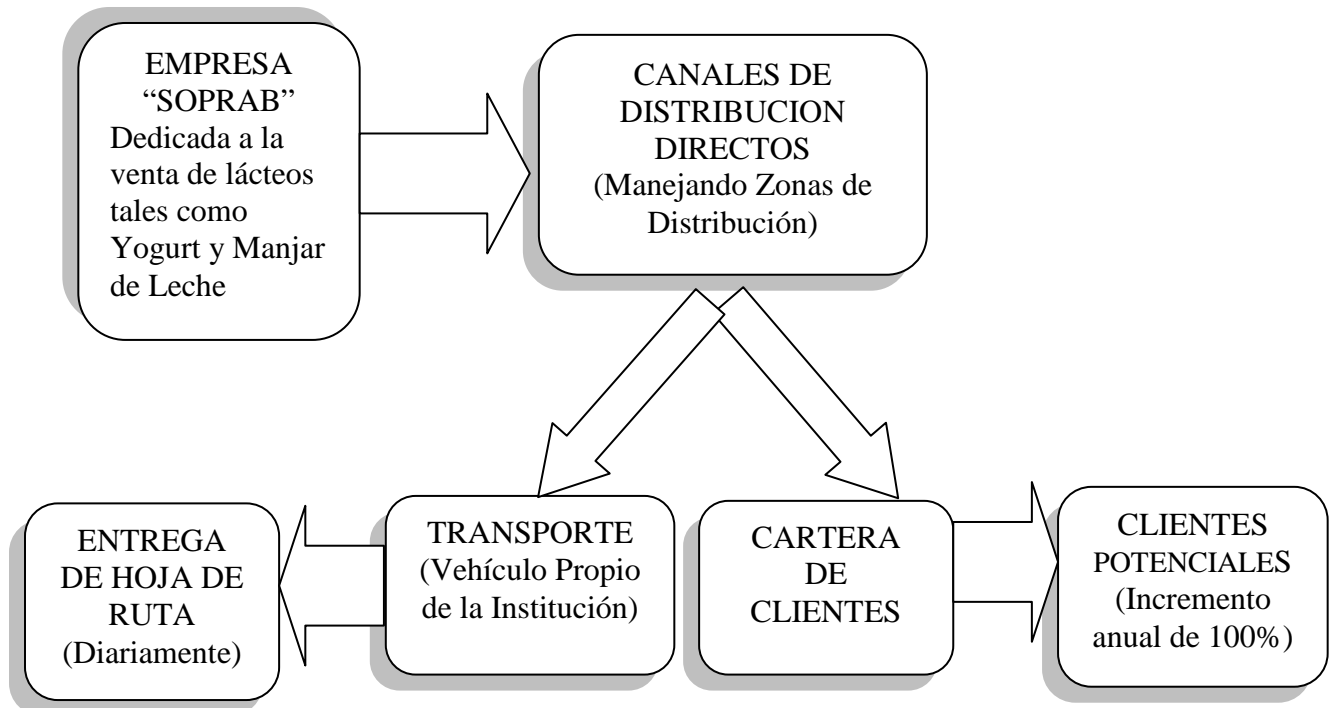 EMPRESA
“SOPRAB”
Dedicada a la
venta de lácteos
tales como
Yogurt y Manjar
de Leche
CANALES DE
DISTRIBUCION
DIRECTOS
(Manejando Zonas de
Distribución)
ENTREGA
DE HOJA DE
RUTA
(Diariamente)
TRANSPORTE
(Vehículo Propio
de la Institución)
CARTERA
DE
CLIENTES
CLIENTES
POTENCIALES
(Incremento
anual de 100%)